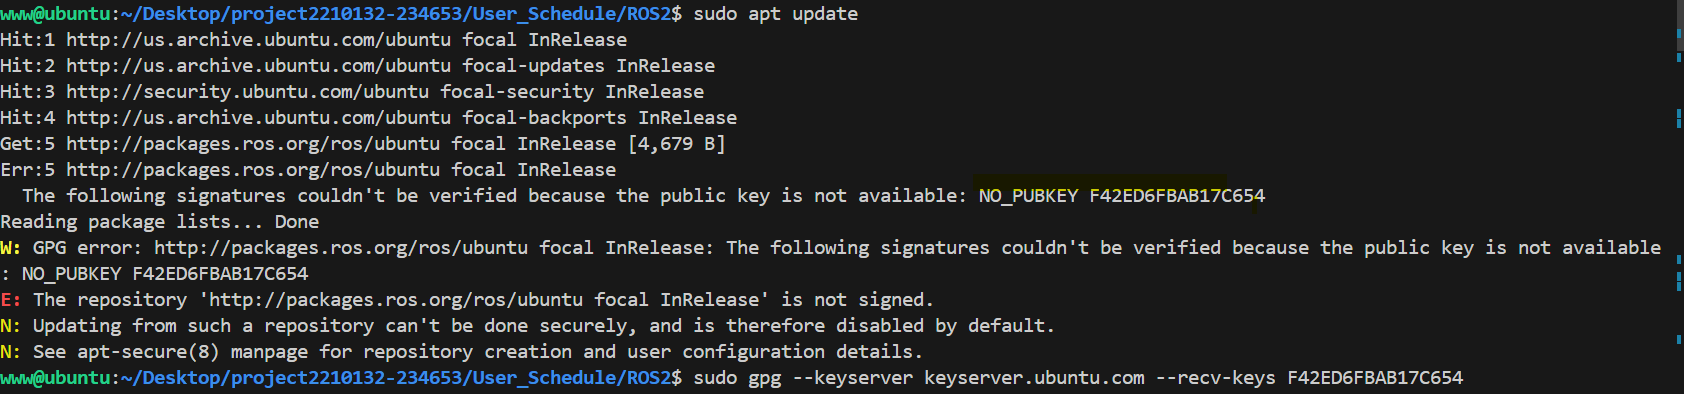 www@ubuntu:~/Desktop/project2210132-234653/User_Schedule/ROS2$ sudo apt update
Hit:1 http://us.archive.ubuntu.com/ubuntu focal InRelease
Hit:2 http://us.archive.ubuntu.com/ubuntu focal-updates InRelease
Hit:3 http://security.ubuntu.com/ubuntu focal-security InRelease
Hit:4 http://us.archive.ubuntu.com/ubuntu focal-backports InRelease
Get:5 http://packages.ros.org/ros/ubuntu focal InRelease [4,679 B]
Err:5 http://packages.ros.org/ros/ubuntu focal InRelease
  The following signatures couldn't be verified because the public key is not available: NO_PUBKEY F42ED6FBAB17C654
Reading package lists... Done
W: GPG error: http://packages.ros.org/ros/ubuntu focal InRelease: The following signatures couldn't be verified because the public key is not available
: NO_PUBKEY F42ED6FBAB17C654
E: The repository 'http://packages.ros.org/ros/ubuntu focal InRelease' is not signed.
N: Updating from such a repository can't be done securely, and is therefore disabled by default.
N: See apt-secure(8) manpage for repository creation and user configuration details.
www@ubuntu:~/Desktop/project2210132-234653/User_Schedule/ROS2$ sudo gpg --keyserver keyserver.ubuntu.com --recv-keys F42ED6FBAB17C654